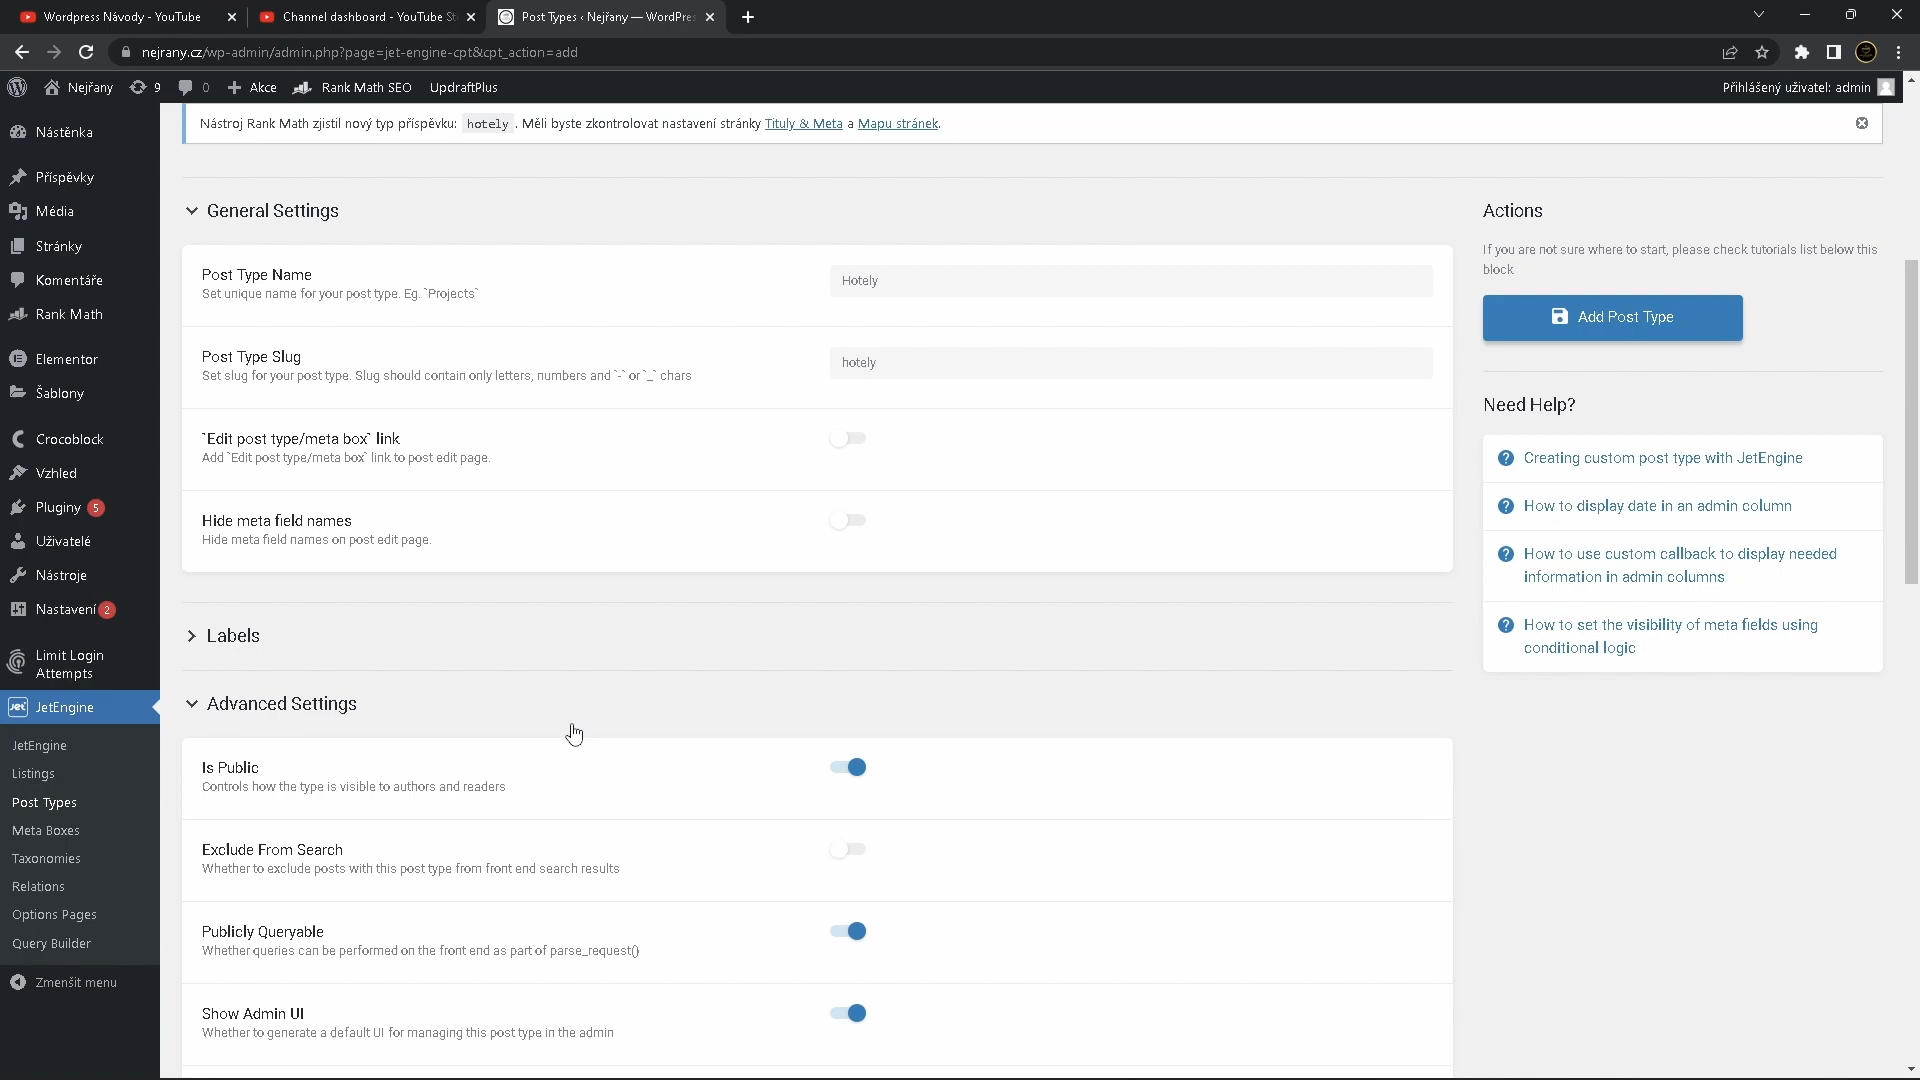 Wordpress Návody - YouTube
Channel dashboard - YouTube St
Post Types ‹ Nejřany — WordPres
nejrany.cz/wp-admin/admin.php?page=jet-engine-cpt&cpt_action=add
Nejřany
9
0
Akce
Rank Math SEO
UpdraftPlus
Přihlášený uživatel: admin
Nástěnka
Příspěvky
Média
Stránky
Komentáře
Rank Math
Elementor
Šablony
Crocoblock
Vzhled
Pluginy 5
Uživatelé
Nástroje
Nastavení 2
Limit Login
Attempts
JetEngine
JetEngine
Listings
Post Types
Meta Boxes
Taxonomies
Relations
Options Pages
Query Builder
Zmenšit menu
Nástroj Rank Math zjistil nový typ příspěvku: hotely . Měli byste zkontrolovat nastavení stránky Tituly & Meta a Mapu stránek.
General Settings
Post Type Name
Set unique name for your post type. Eg. `Projects`
Hotely
Post Type Slug
Set slug for your post type. Slug should contain only letters, numbers and `-` or `_` chars
hotely
`Edit post type/meta box` link
Add `Edit post type/meta box` link to post edit page.
Hide meta field names
Hide meta field names on post edit page.
Labels
Advanced Settings
Is Public
Controls how the type is visible to authors and readers
Exclude From Search
Whether to exclude posts with this post type from front end search results
Publicly Queryable
Whether queries can be performed on the front end as part of parse_request()
Show Admin UI
Whether to generate a default UI for managing this post type in the admin
Actions
If you are not sure where to start, please check tutorials list below this
block
Add Post Type
Need Help?
Creating custom post type with JetEngine
How to display date in an admin column
How to use custom callback to display needed
information in admin columns
How to set the visibility of meta fields using
conditional logic